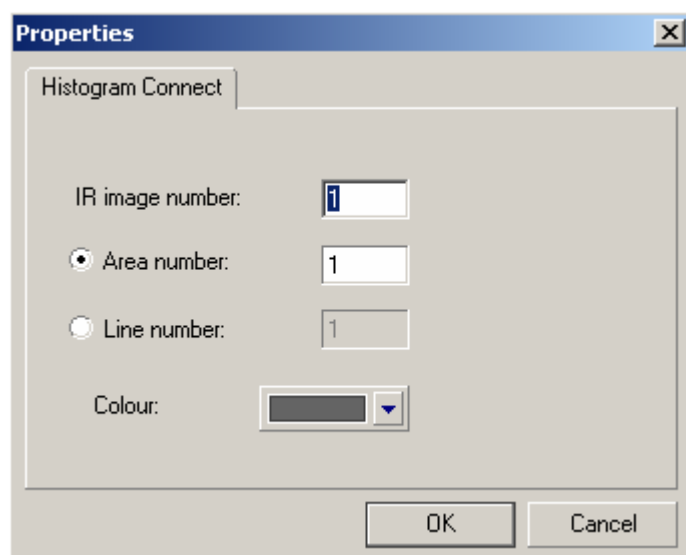 Properties
Histogram Connect
IR image number: 1
Area number: 1
Line number: 1
Colour:
OK Cancel